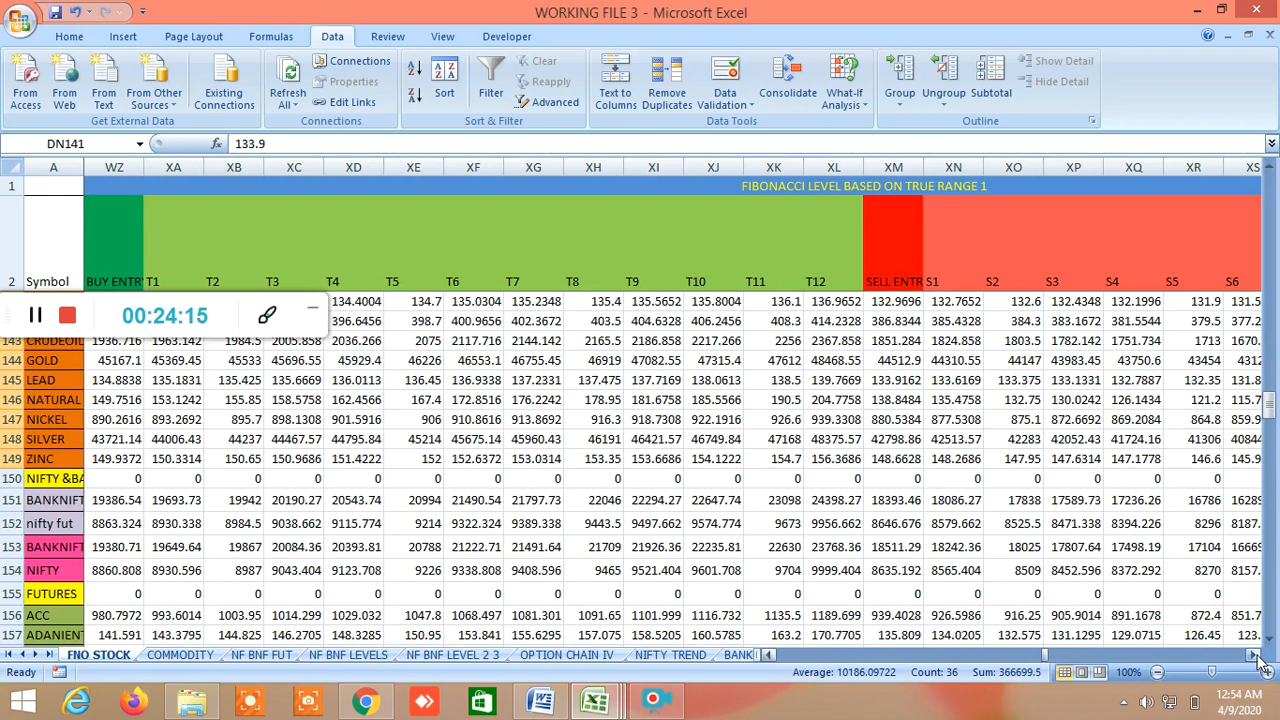 WORKING FILE 3 - Microsoft Excel
Home Insert Page Layout Formulas Data Review View Developer
From Access From Web From Text From Other Sources Existing Connections Refresh All Connections Properties Edit Links Sort Filter Clear Reapply Advanced Text to Columns Remove Duplicates Data Validation Consolidate What-If Analysis Group Ungroup Subtotal Show Detail Hide Detail
Get External Data Connections Sort & Filter Data Tools Outline
DN141 fx 133.9
A WZ XA XB XC XD XE XF XG XH XI XJ XK XL XM XN XO XP XQ XR XS
1 FIBONACCI LEVEL BASED ON TRUE RANGE 1
2 Symbol BUY ENTR T1 T2 T3 T4 T5 T6 T7 T8 T9 T10 T11 T12 SELL ENTR S1 S2 S3 S4 S5 S6
134.4004 134.7 135.0304 135.2348 135.4 135.5652 135.8004 136.1 136.9652 132.9696 132.7652 132.6 132.4348 132.1996 131.9 131.5
00:24:15
396.6456 398.7 400.9656 402.3672 403.5 404.6328 406.2456 408.3 414.2328 386.8344 385.4328 384.3 383.1672 381.5544 379.5 377.2
143 CRUDEOIL 1936.716 1963.142 1984.5 2005.858 2036.266 2075 2117.716 2144.142 2165.5 2186.858 2217.266 2256 2367.858 1851.284 1824.858 1803.5 1782.142 1751.734 1713 1670.
144 GOLD 45167.1 45369.45 45533 45696.55 45929.4 46226 46553.1 46755.45 46919 47082.55 47315.4 47612 48468.55 44512.9 44310.55 44147 43983.45 43750.6 43454 4312
145 LEAD 134.8838 135.1831 135.425 135.6669 136.0113 136.45 136.9338 137.2331 137.475 137.7169 138.0613 138.5 139.7669 133.9162 133.6169 133.375 133.1331 132.7887 132.35 131.8
146 NATURAL 149.7516 153.1242 155.85 158.5758 162.4566 167.4 172.8516 176.2242 178.95 181.6758 185.5566 190.5 204.7758 138.8484 135.4758 132.75 130.0242 126.1434 121.2 115.7
147 NICKEL 890.2616 893.2692 895.7 898.1308 901.5916 906 910.8616 913.8692 916.3 918.7308 922.1916 926.6 939.3308 880.5384 877.5308 875.1 872.6692 869.2084 864.8 859.9
148 SILVER 43721.14 44006.43 44237 44467.57 44795.84 45214 45675.14 45960.43 46191 46421.57 46749.84 47168 48375.57 42798.86 42513.57 42283 42052.43 41724.16 41306 40844
149 ZINC 149.9372 150.3314 150.65 150.9686 151.4222 152 152.6372 153.0314 153.35 153.6686 154.1222 154.7 156.3686 148.6628 148.2686 147.95 147.6314 147.1778 146.6 145.9
150 NIFTY &BA 0 0 0 0 0 0 0 0 0 0 0 0 0 0 0 0 0 0 0
151 BANKNIFT 19386.54 19693.73 19942 20190.27 20543.74 20994 21490.54 21797.73 22046 22294.27 22647.74 23098 24398.27 18393.46 18086.27 17838 17589.73 17236.26 16786 16289
152 nifty fut 8863.324 8930.338 8984.5 9038.662 9115.774 9214 9322.324 9389.338 9443.5 9497.662 9574.774 9673 9956.662 8646.676 8579.662 8525.5 8471.338 8394.226 8296 8187.
153 BANKNIFT 19380.71 19649.64 19867 20084.36 20393.81 20788 21222.71 21491.64 21709 21926.36 22235.81 22630 23768.36 18511.29 18242.36 18025 17807.64 17498.19 17104 16669
154 NIFTY 8860.808 8930.596 8987 9043.404 9123.708 9226 9338.808 9408.596 9465 9521.404 9601.708 9704 9999.404 8635.192 8565.404 8509 8452.596 8372.292 8270 8157.
155 FUTURES 0 0 0 0 0 0 0 0 0 0 0 0 0 0 0 0 0 0 0
156 ACC 980.7972 993.6014 1003.95 1014.299 1029.032 1047.8 1068.497 1081.301 1091.65 1101.999 1116.732 1135.5 1189.699 939.4028 926.5986 916.25 905.9014 891.1678 872.4 851.7
157 ADANIENT 141.591 143.3795 144.825 146.2705 148.3285 150.95 153.841 155.6295 157.075 158.5205 160.5785 163.2 170.7705 135.809 134.0205 132.575 131.1295 129.0715 126.45 123.
FNO STOCK COMMODITY NF BNF FUT NF BNF LEVELS NF BNF LEVEL 2 3 OPTION CHAIN IV NIFTY TREND BANK
Ready Average: 10186.09722 Count: 36 Sum: 366699.5 100%
12:54 AM
4/9/2020